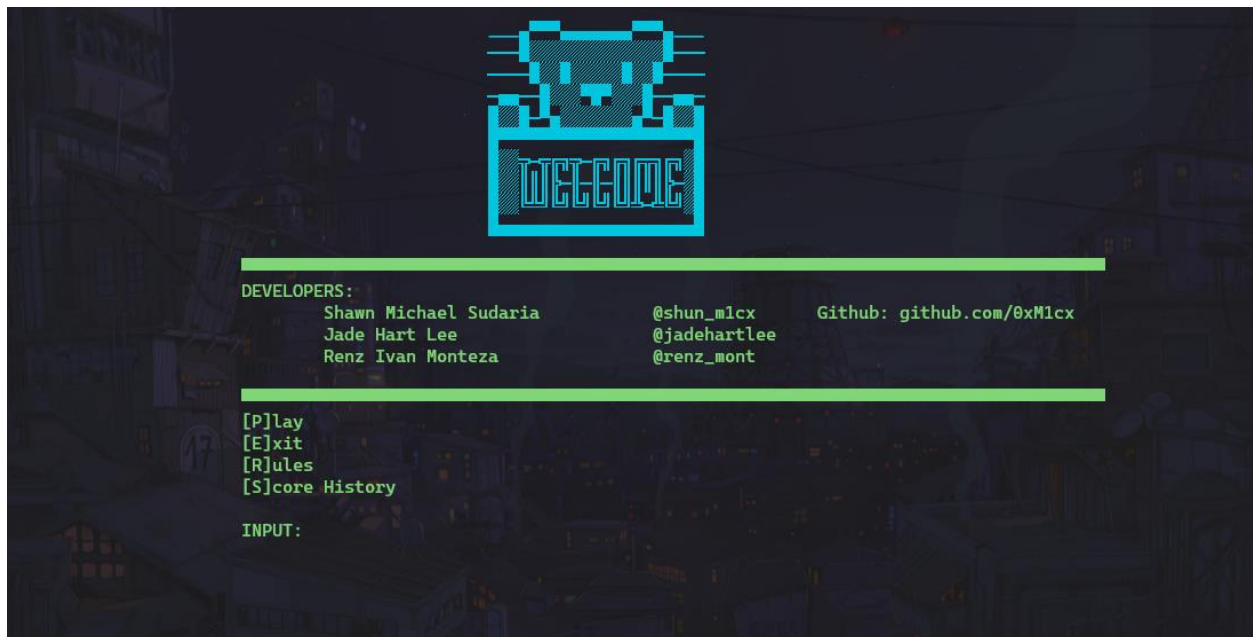 WELCOME
DEVELOPERS:
Shawn Michael Sudaria @shun_m1cx Github: github.com/0xM1cx
Jade Hart Lee @jadehartlee
Renz Ivan Monteza @renz_mont
[P]lay
[E]xit
[R]ules
[S]core History
INPUT:
17